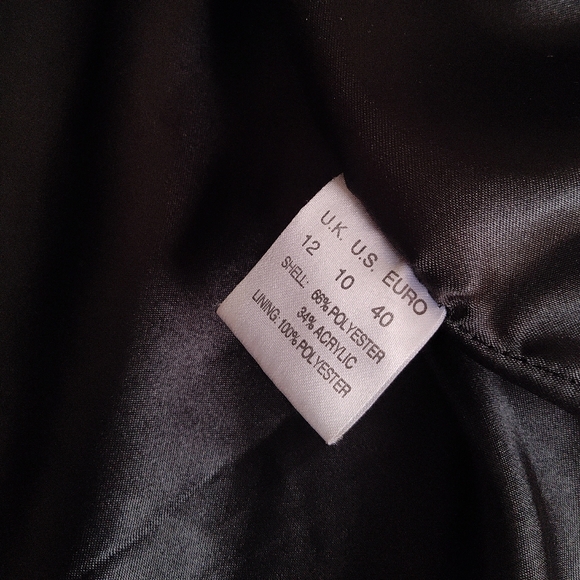 U.K. U.S. EURO
12 10 40
SHELL: 66% POLYESTER
34% ACRYLIC
LINING: 100% POLYESTER